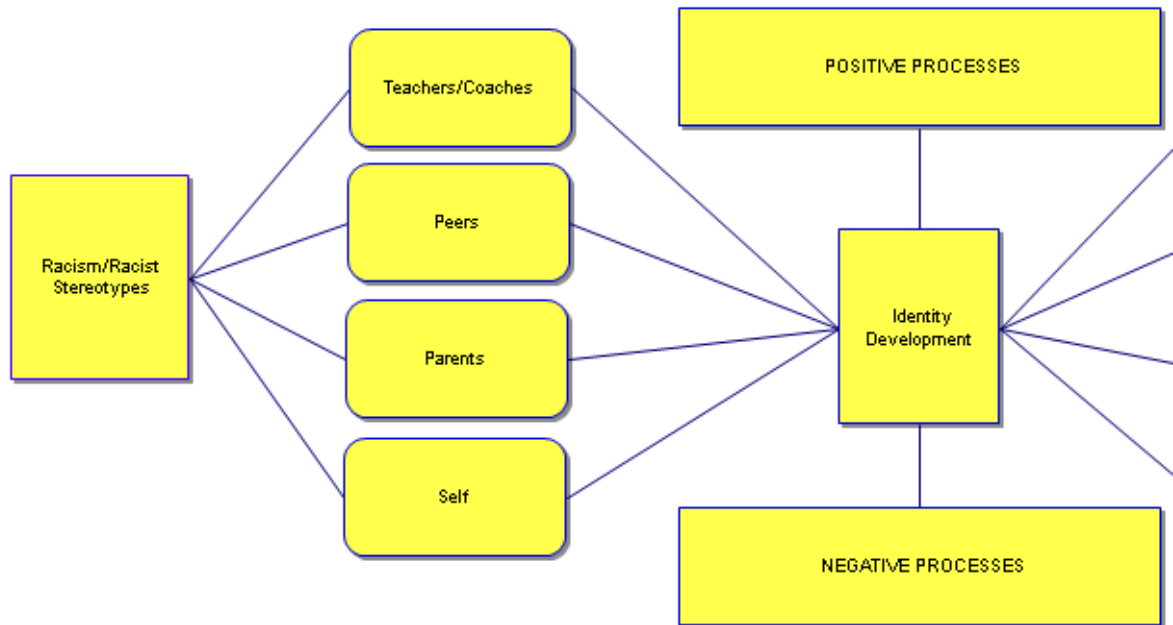 Teachers/Coaches
POSITIVE PROCESSES
Peers
Racism/Racist
Stereotypes
Identity
Development
Parents
Self
NEGATIVE PROCESSES